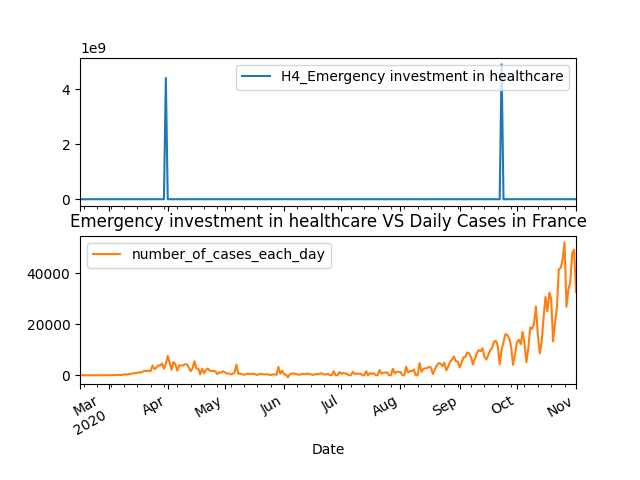 1e9
H4_Emergency investment in healthcare
4
2
0
Emergency investment in healthcare VS Daily Cases in France
number_of_cases_each_day
40000
20000
0
Mar
2020
Apr
May
Jun
Jul
Aug
Sep
Oct
Nov
Date